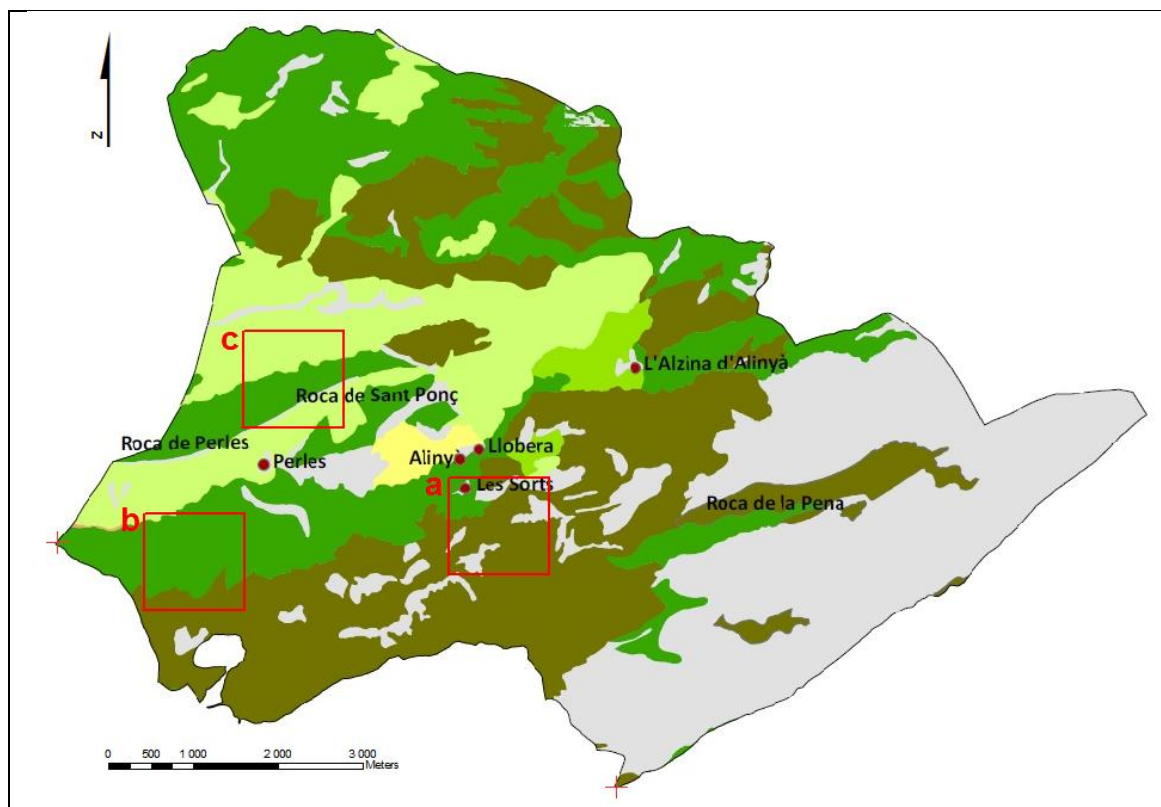 N
c
L'Alzina d'Alinyà
Roca de Sant Ponç
Roca de Perles
Llobera
Perles
Alinyà
a
Les Sorts
Roca de la Pena
b
0 500 1 000 2 000 3 000
Meters